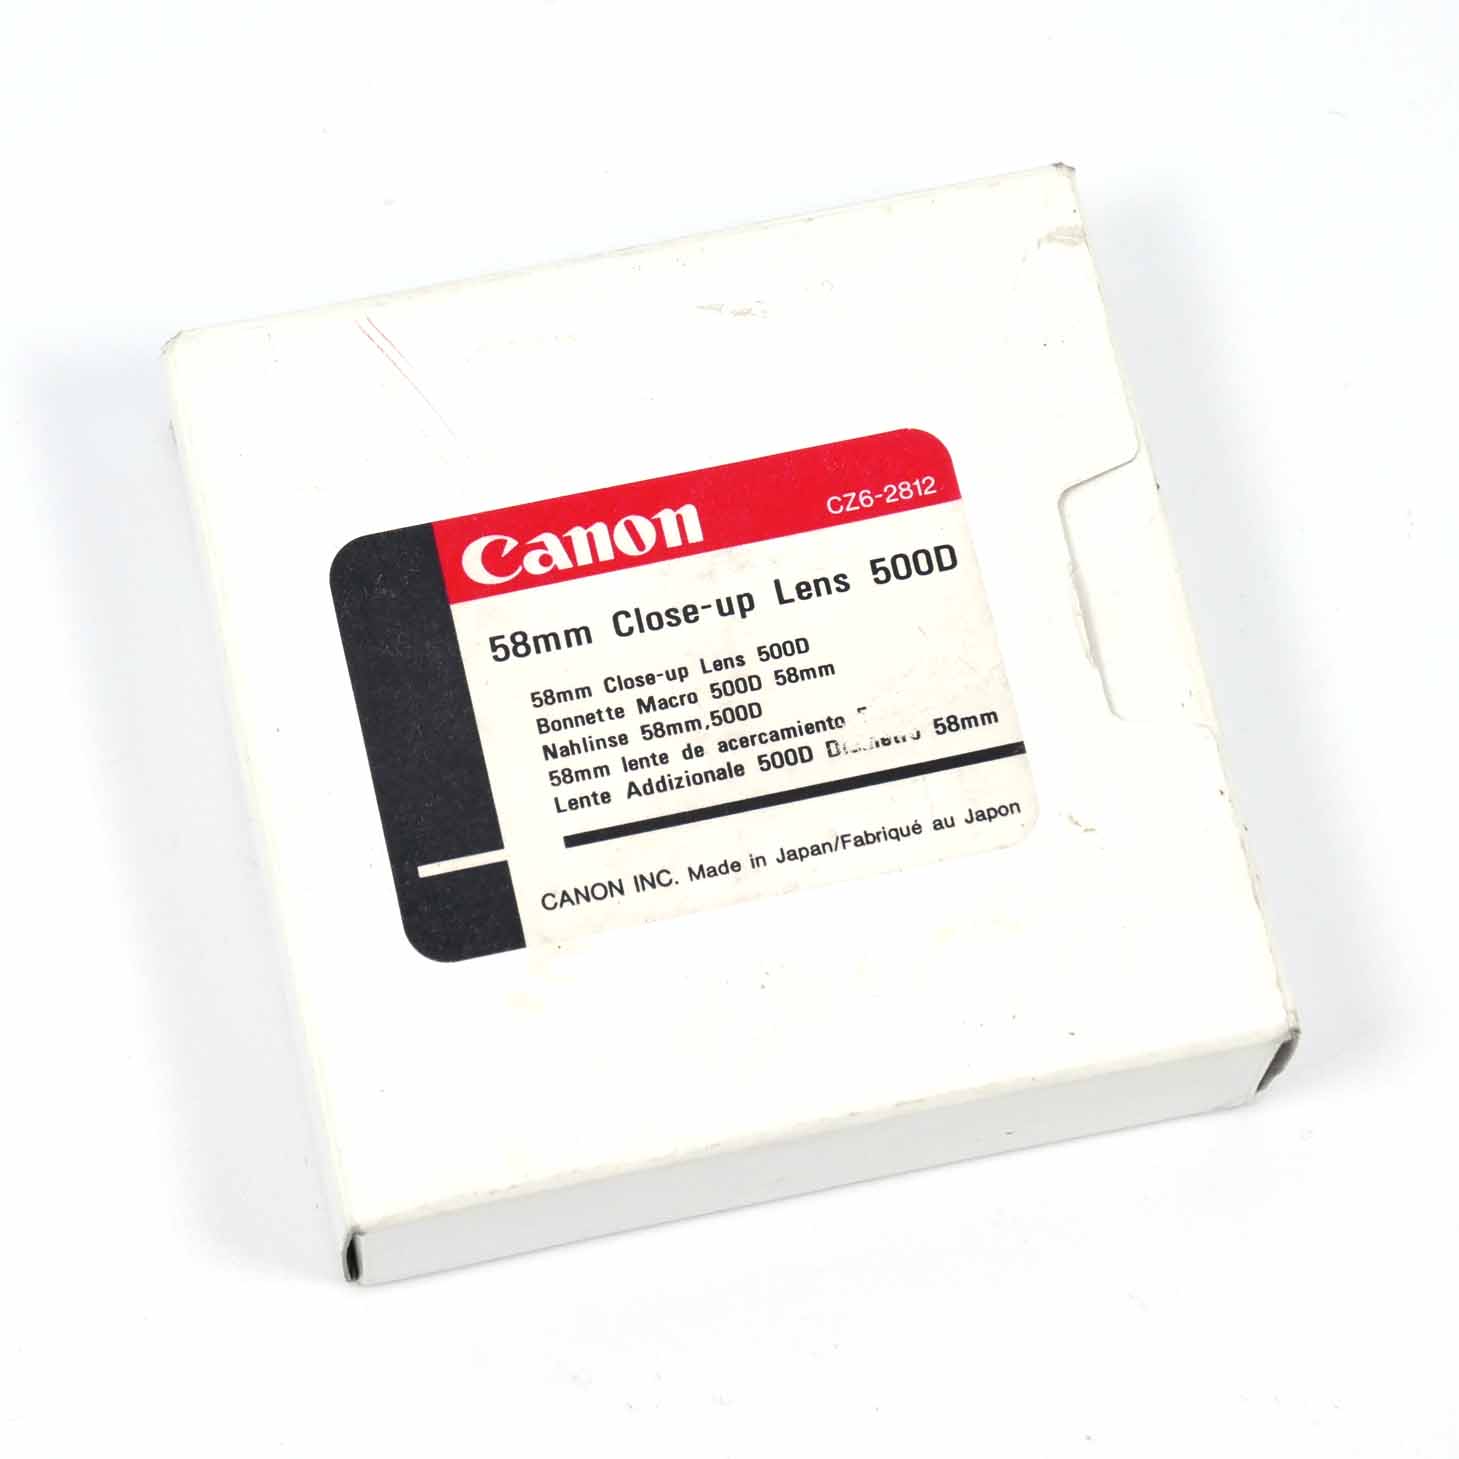 Canon
CZ6-2812
58mm Close-up Lens 500D
58mm Close-up Lens 500D
Bonnette Macro 500D 58mm
Nahlinse 58mm,500D
58mm lente de acercamiento
Lente Addizionale 500D 58mm
CANON INC. Made in Japan/Fabriqué au Japon